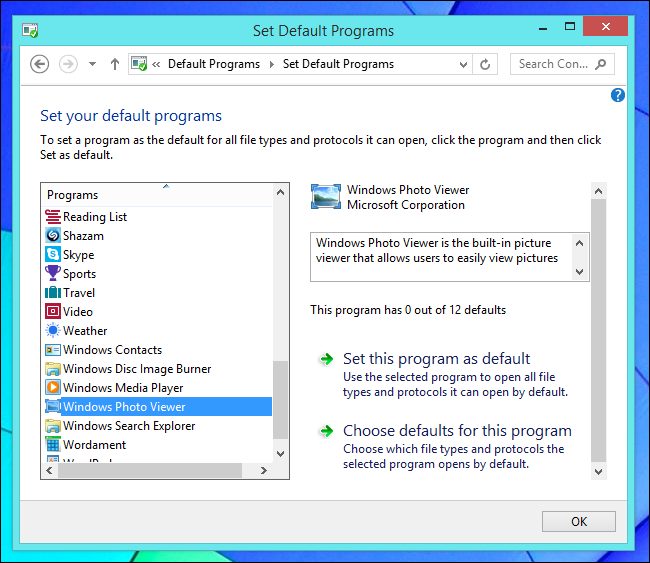 Set Default Programs
Default Programs
Set Default Programs
Search Con...
?
Set your default programs
To set a program as the default for all file types and protocols it can open, click the program and then click
Set as default.
Programs
Reading List
Shazam
Skype
Sports
Travel
Video
Weather
Windows Contacts
Windows Disc Image Burner
Windows Media Player
Windows Photo Viewer
Windows Search Explorer
Wordament
Windows Photo Viewer
Microsoft Corporation
Windows Photo Viewer is the built-in picture
viewer that allows users to easily view pictures
This program has 0 out of 12 defaults
Set this program as default
Use the selected program to open all file
types and protocols it can open by default.
Choose defaults for this program
Choose which file types and protocols the
selected program opens by default.
OK